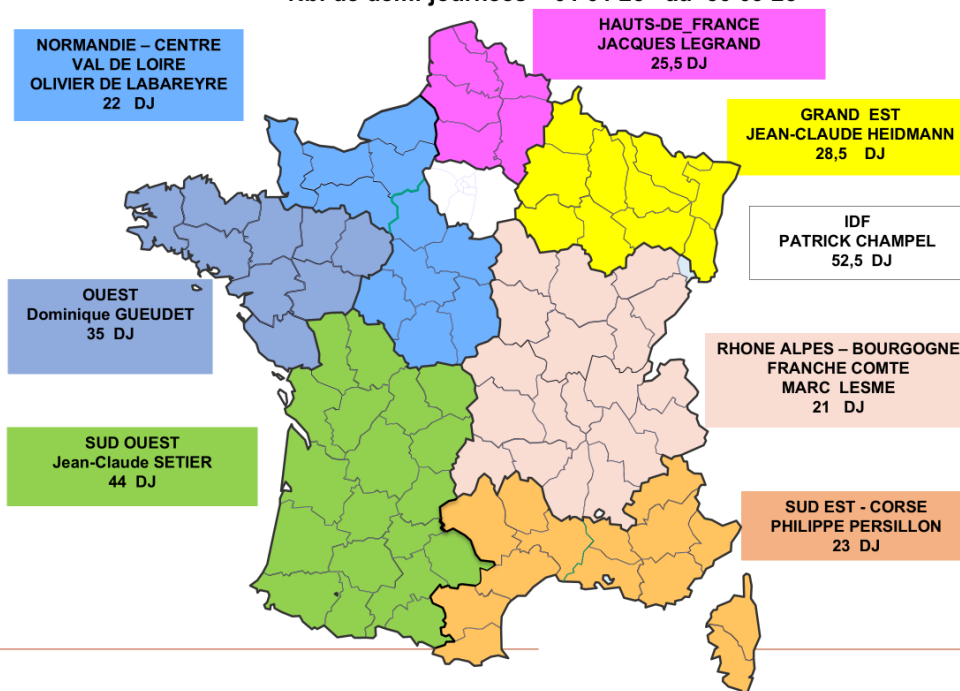 NORMANDIE – CENTRE
VAL DE LOIRE
OLIVIER DE LABAREYRE
22 DJ
HAUTS-DE_FRANCE
JACQUES LEGRAND
25,5 DJ
GRAND EST
JEAN-CLAUDE HEIDMANN
28,5 DJ
IDF
PATRICK CHAMPEL
52,5 DJ
OUEST
Dominique GUEUDET
35 DJ
RHONE ALPES – BOURGOGNE
FRANCHE COMTE
MARC LESME
21 DJ
SUD OUEST
Jean-Claude SETIER
44 DJ
SUD EST - CORSE
PHILIPPE PERSILLON
23 DJ